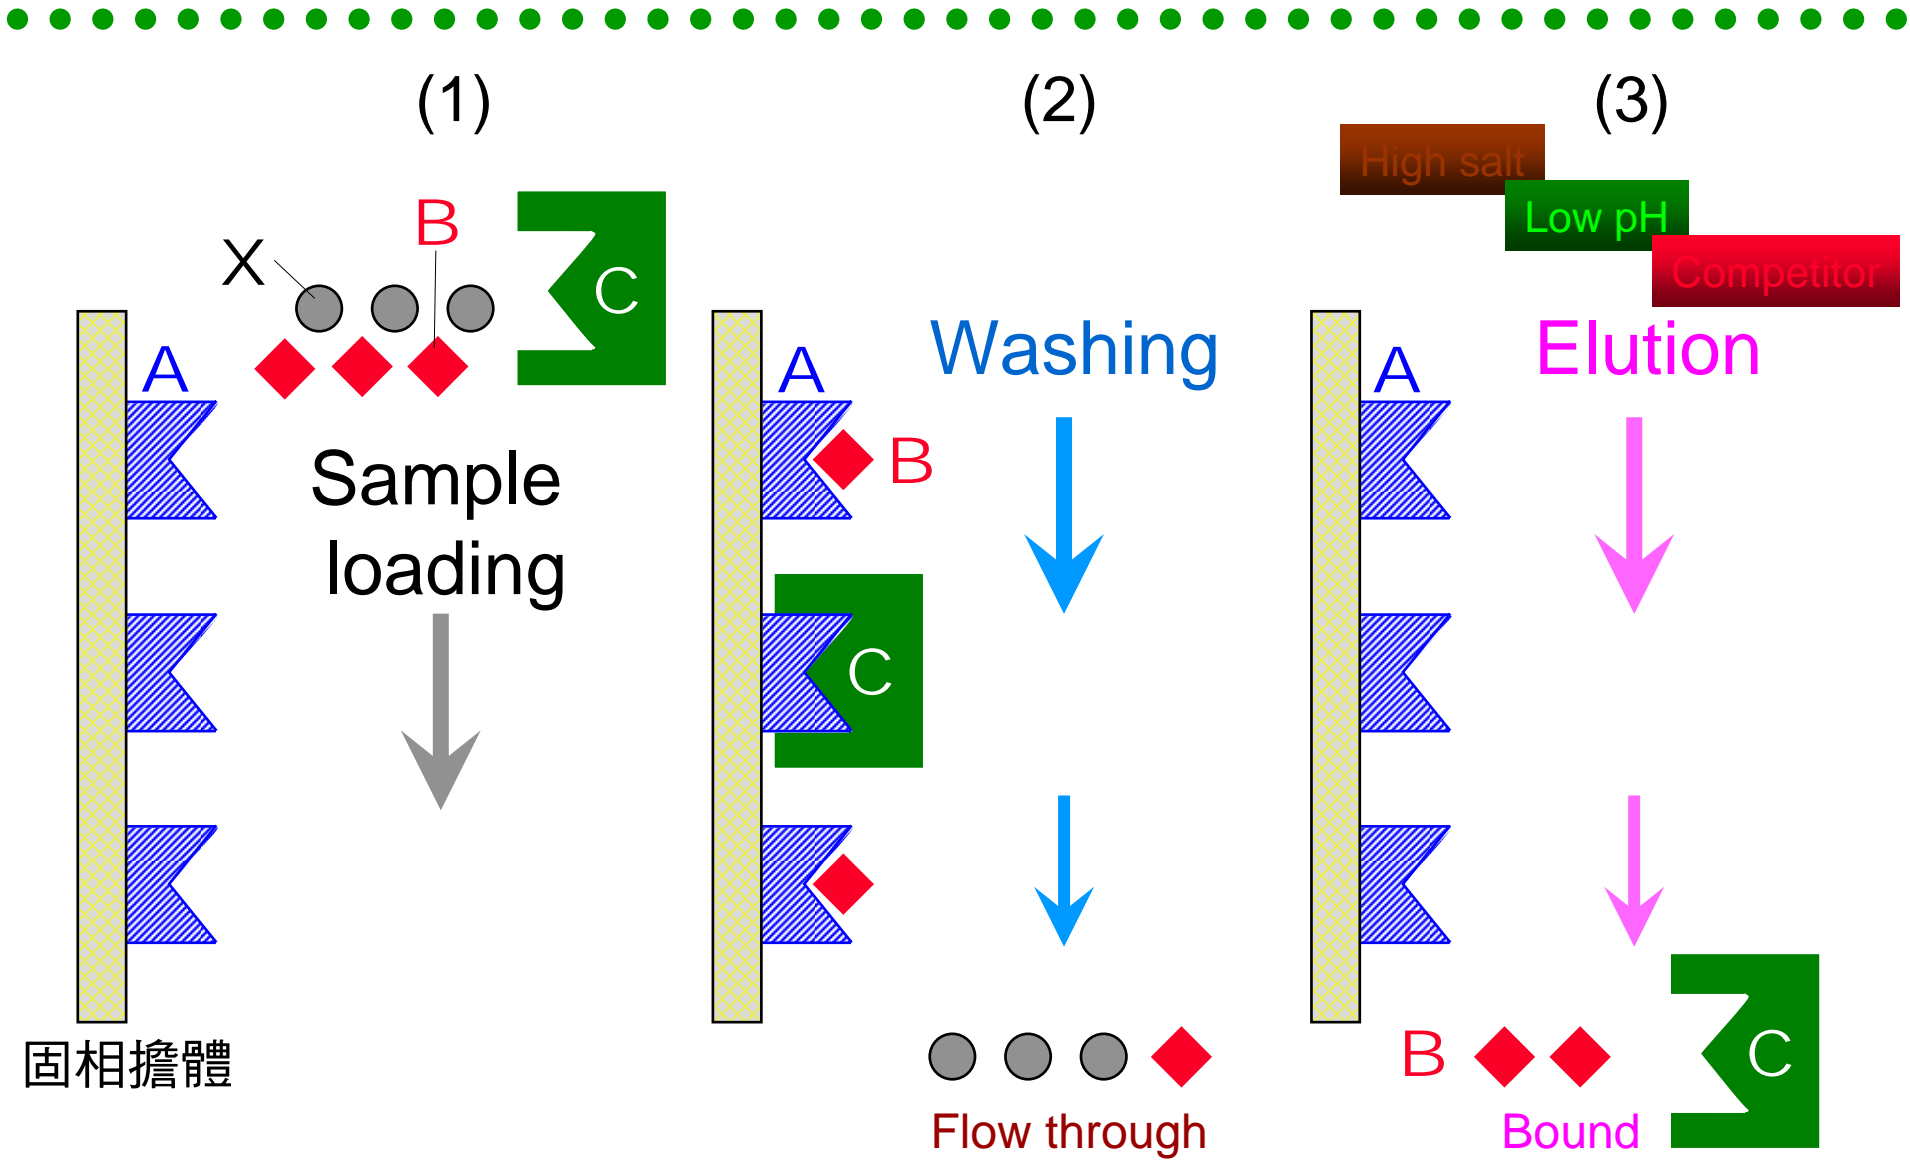 (1)
(2)
(3)
High salt
Low pH
Competitor
X
B
C
A
Sample
loading
A
Washing
B
C
A
Elution
固相擔體
Flow through
B
C
Bound